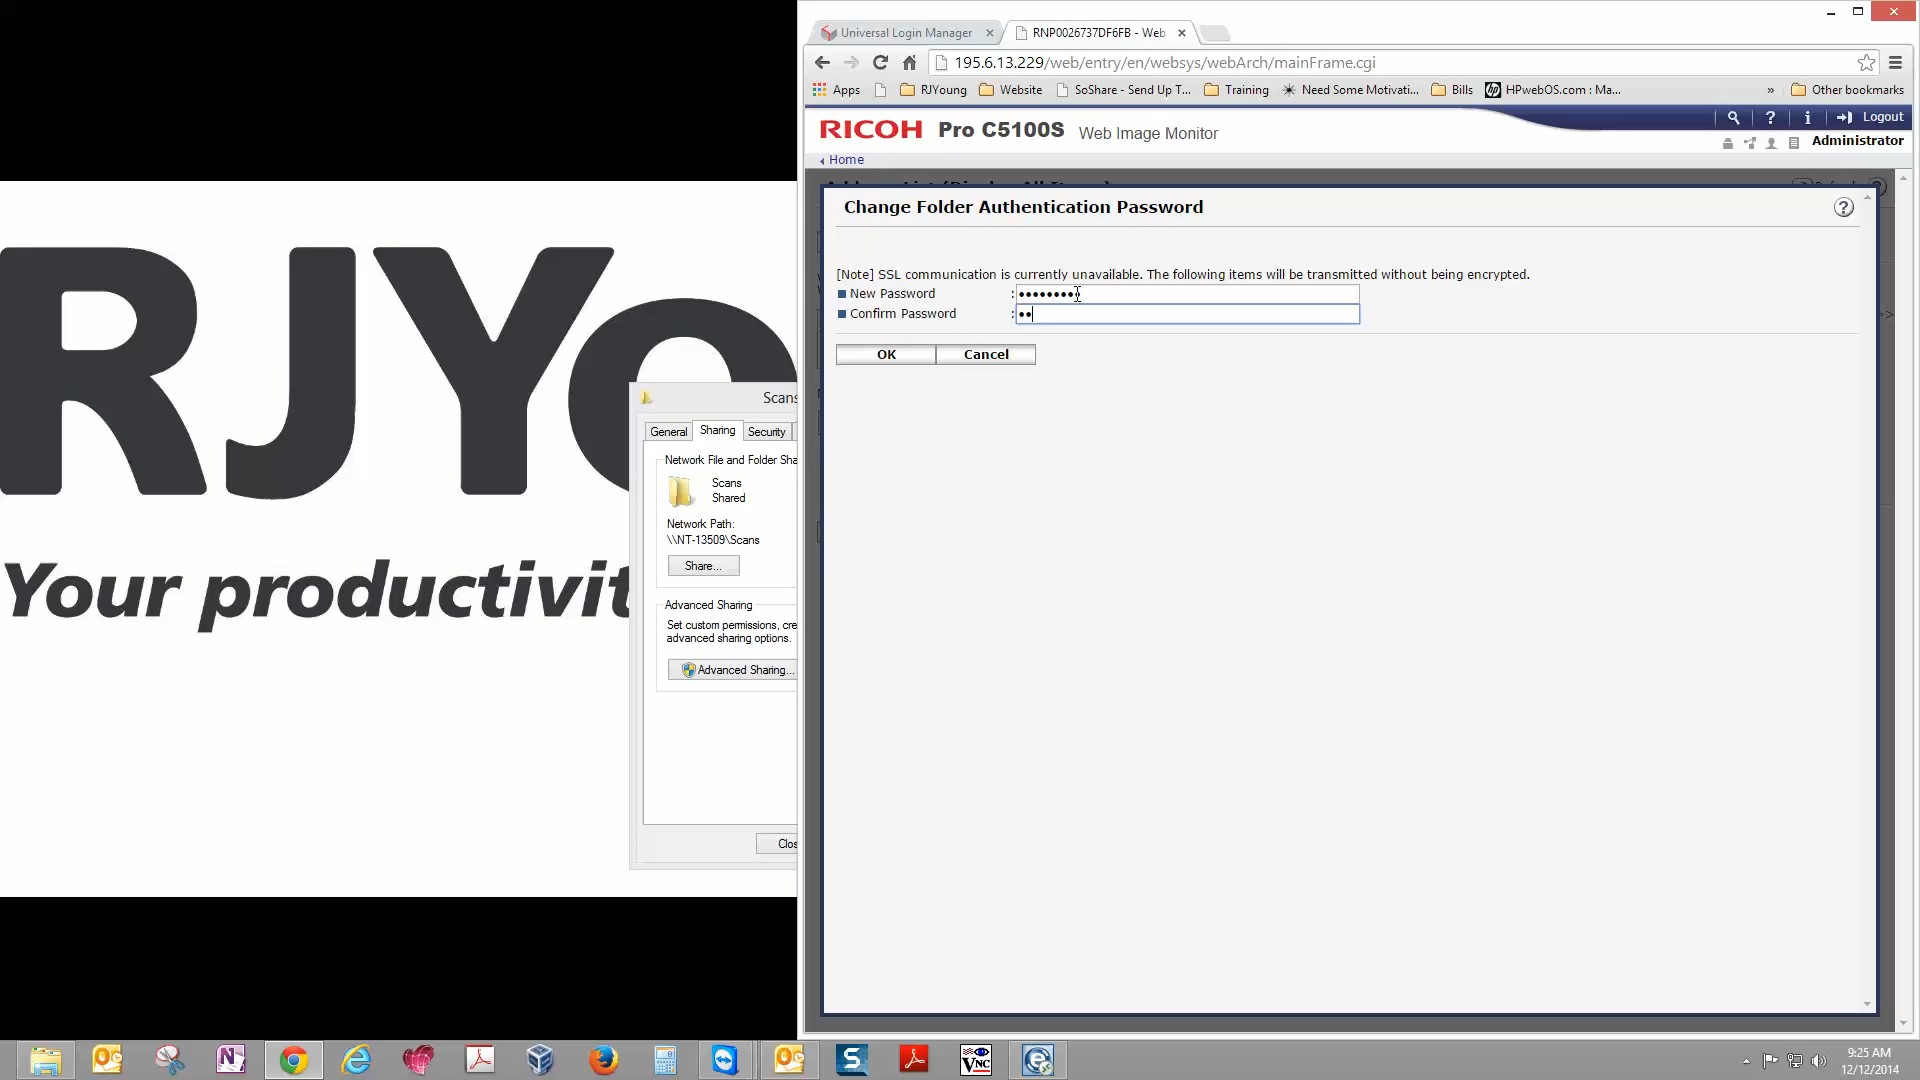 RJYo
Your productivit
Scans
General Sharing Security
Network File and Folder Sha
Scans
Shared
Network Path:
\\NT-13509\Scans
Share...
Advanced Sharing
Set custom permissions, cre
advanced sharing options.
Advanced Sharing...
Clos
Universal Login Manager
RNP0026737DF6FB - Web
195.6.13.229/web/entry/en/websys/webArch/mainFrame.cgi
Apps RJYoung Website SoShare - Send Up T... Training Need Some Motivati... Bills HPwebOS.com : Ma... » Other bookmarks
RICOH Pro C5100S Web Image Monitor
Logout
Administrator
Home
Change Folder Authentication Password
[Note] SSL communication is currently unavailable. The following items will be transmitted without being encrypted.
New Password :
Confirm Password :
OK Cancel
9:25 AM
12/12/2014